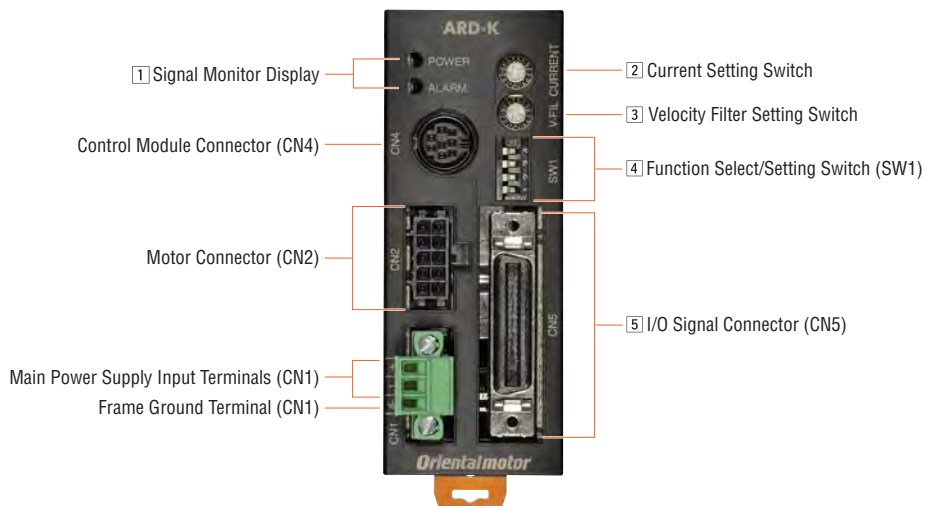 ARD-K
POWER
ALARM
CURRENT
V-FIL
CN4
SW1
CN2
CN5
CN1
Orientalmotor
1 Signal Monitor Display
Control Module Connector (CN4)
Motor Connector (CN2)
Main Power Supply Input Terminals (CN1)
Frame Ground Terminal (CN1)
2 Current Setting Switch
3 Velocity Filter Setting Switch
4 Function Select/Setting Switch (SW1)
5 I/O Signal Connector (CN5)